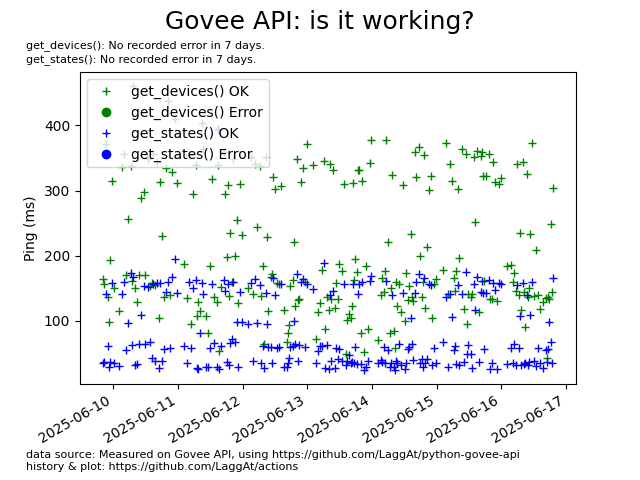 Govee API: is it working?
get_devices(): No recorded error in 7 days.
get_states(): No recorded error in 7 days.
get_devices() OK
get_devices() Error
get_states() OK
get_states() Error
Ping (ms)
400
300
200
100
2025-06-10
2025-06-11
2025-06-12
2025-06-13
2025-06-14
2025-06-15
2025-06-16
2025-06-17
data source: Measured on Govee API, using https://github.com/LaggAt/python-govee-api
history & plot: https://github.com/LaggAt/actions